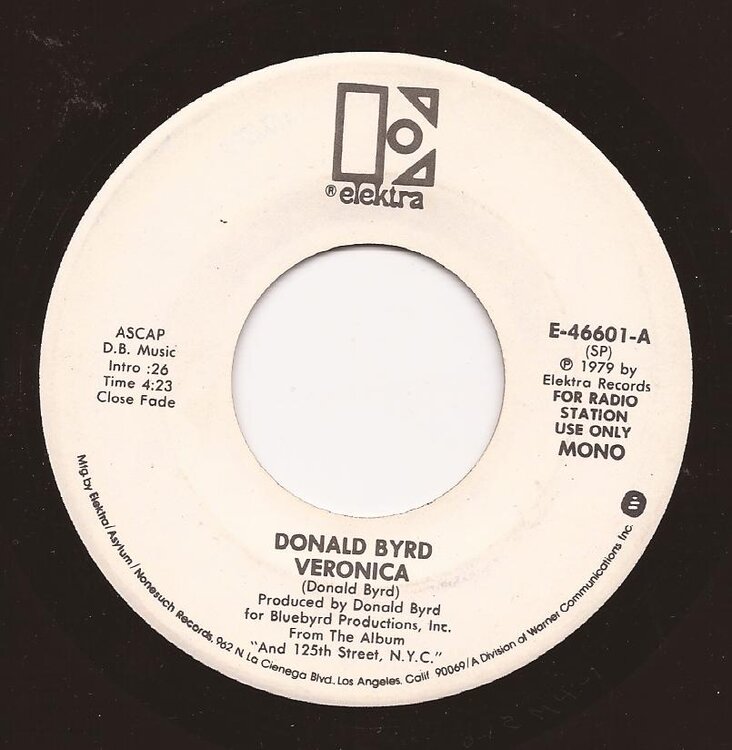 ® elektra
ASCAP
D.B. Music
Intro :26
Time 4:23
Close Fade
E-46601-A
(SP)
℗ 1979 by
Elektra Records
FOR RADIO
STATION
USE ONLY
MONO
DONALD BYRD
VERONICA
(Donald Byrd)
Produced by Donald Byrd
for Bluebyrd Productions, Inc.
From The Album
"And 125th Street, N.Y.C."
Mfg by Elektra/Asylum/Nonesuch Records, 962 N. La Cienega Blvd. Los Angeles. Calif 90069/A Division of Warner Communications Inc.